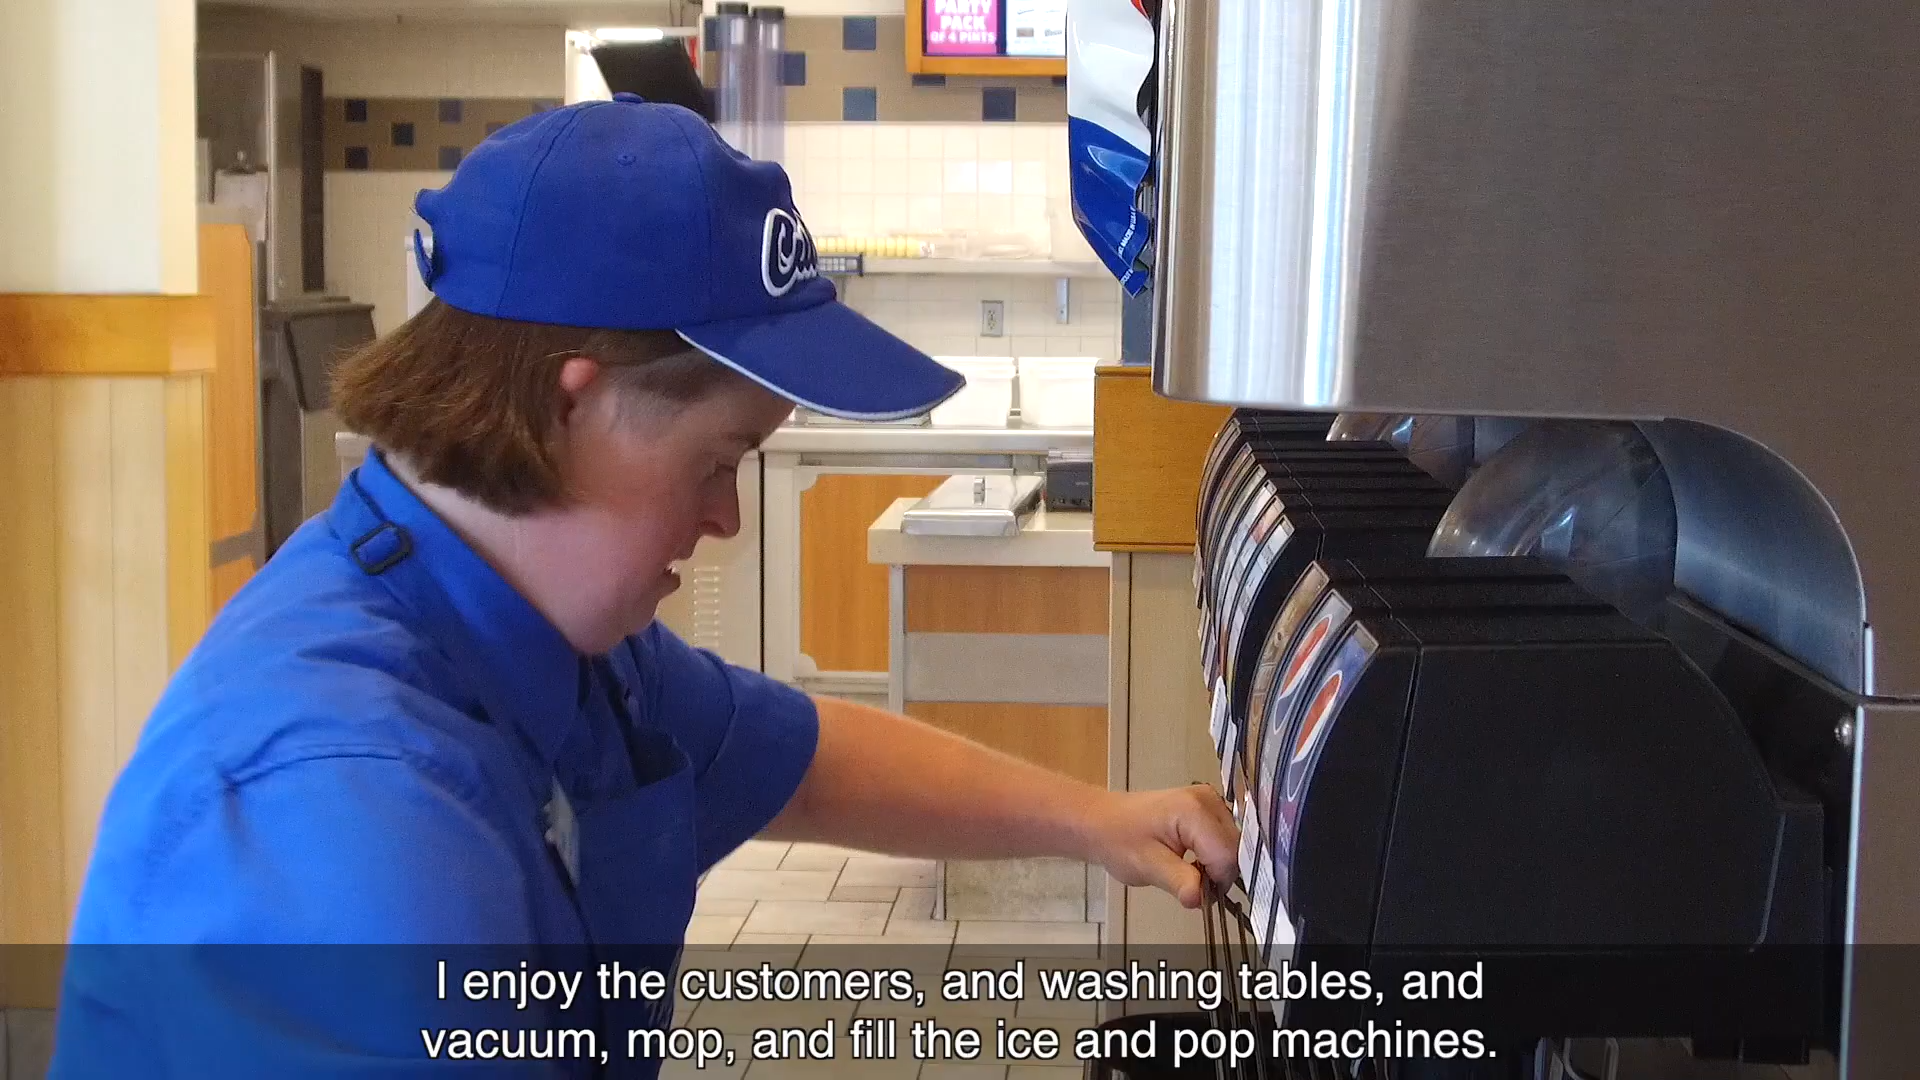 PARTY
PACK
OF 4 PINTS
I enjoy the customers, and washing tables, and
vacuum, mop, and fill the ice and pop machines.